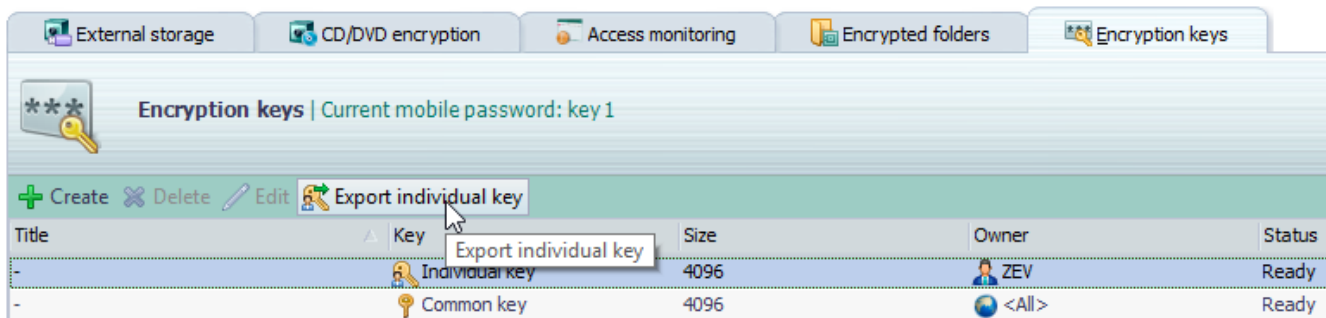 External storage CD/DVD encryption Access monitoring Encrypted folders Encryption keys
***
Encryption keys | Current mobile password: key 1
Create Delete Edit Export individual key
Title Key Size Owner Status
Export individual key
- Individual key 4096 ZEV Ready
- Common key 4096 <All> Ready